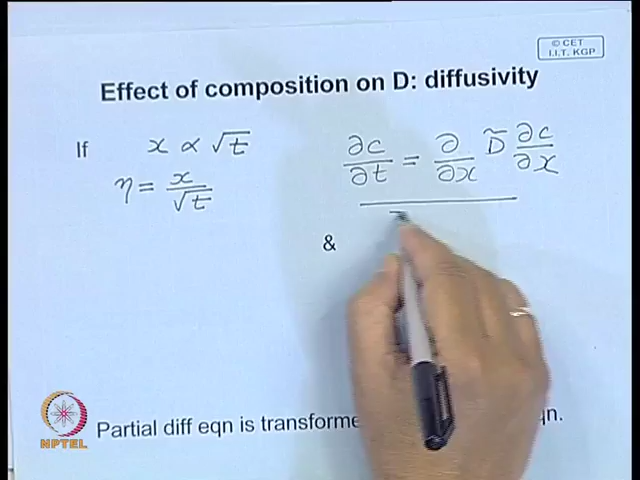 © CET
I.I.T. KGP
Effect of composition on D: diffusivity
If x ∝ √t
∂c/∂t = ∂/∂x D̃ ∂c/∂x
η = x/√t
&
NPTEL
Partial diff eqn is transforme qn.